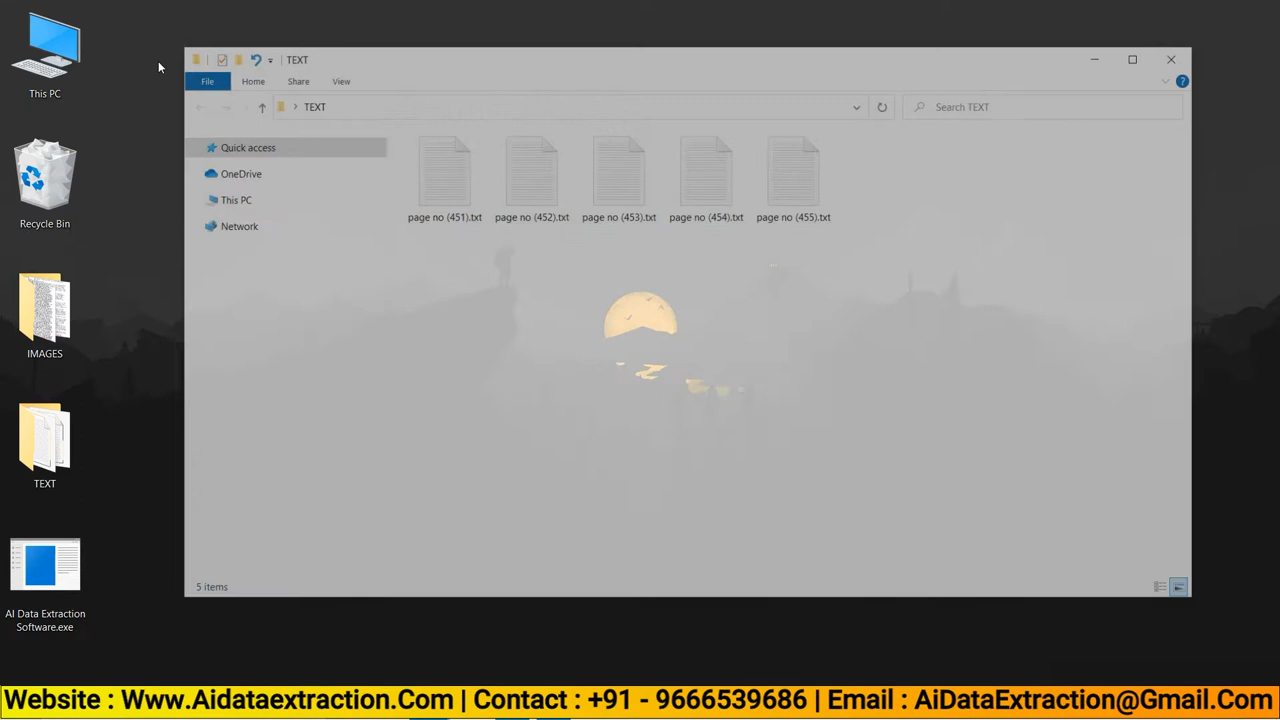 This PC
Recycle Bin
IMAGES
TEXT
AI Data Extraction
Software.exe
TEXT
File Home Share View
TEXT
Search TEXT
Quick access
OneDrive
This PC
Network
page no (451).txt page no (452).txt page no (453).txt page no (454).txt page no (455).txt
5 items
Website : Www.Aidataextraction.Com | Contact : +91 - 9666539686 | Email : AiDataExtraction@Gmail.Com